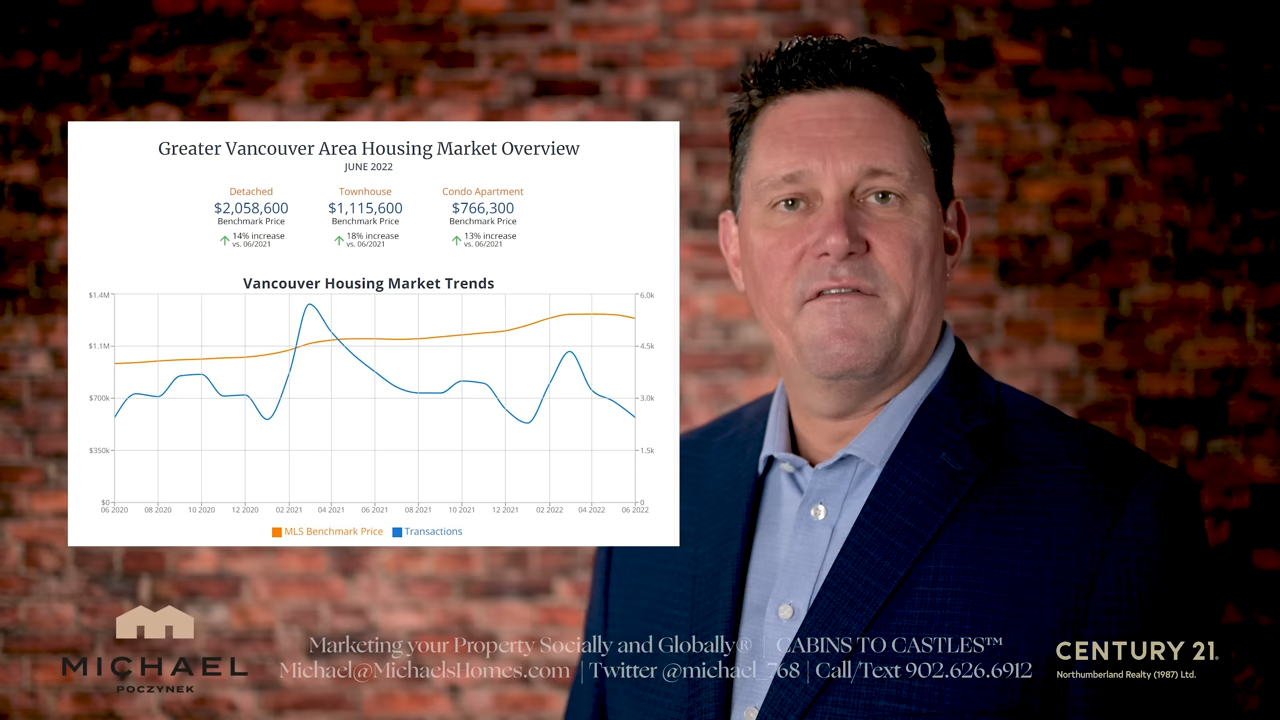 Greater Vancouver Area Housing Market Overview
JUNE 2022
Detached Townhouse Condo Apartment
$2,058,600 $1,115,600 $766,300
Benchmark Price Benchmark Price Benchmark Price
14% increase 18% increase 13% increase
vs. 06/2021 vs. 06/2021 vs. 06/2021
Vancouver Housing Market Trends
$1.4M 6.0k
$1.1M 4.5k
$700k 3.0k
$350k 1.5k
$0 0
06 2020 08 2020 10 2020 12 2020 02 2021 04 2021 06 2021 08 2021 10 2021 12 2021 02 2022 04 2022 06 2022
MLS Benchmark Price Transactions
MICHAEL
POCZYNEK
Marketing your Property Socially and Globally® | CABINS TO CASTLES™
Michael@MichaelsHomes.com | Twitter @michael_768 | Call/Text 902.626.6912
CENTURY 21®
Northumberland Realty (1987) Ltd.